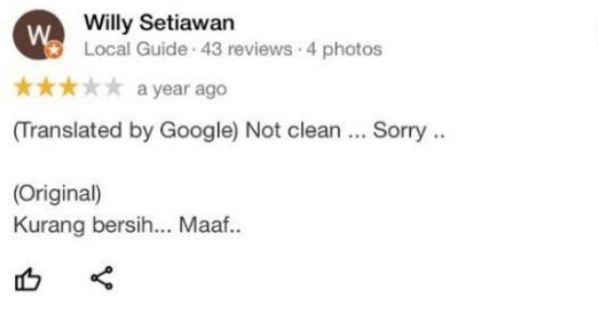 W
Willy Setiawan
Local Guide · 43 reviews · 4 photos
a year ago
(Translated by Google) Not clean ... Sorry ..
(Original)
Kurang bersih... Maaf..